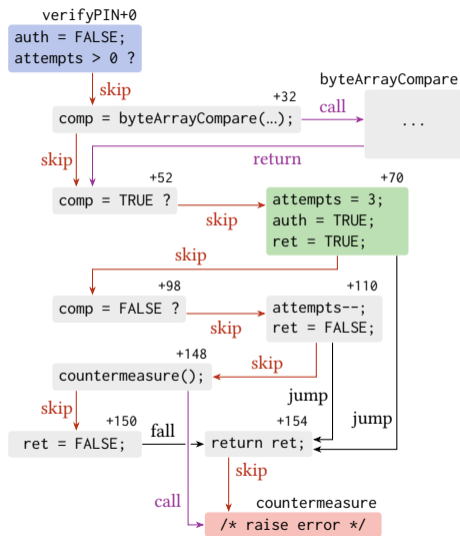 verifyPIN+0
auth = FALSE;
attempts > 0 ?
skip
+32
comp = byteArrayCompare(…);
call
byteArrayCompare
...
skip
return
+52
comp = TRUE ?
skip
+70
attempts = 3;
auth = TRUE;
ret = TRUE;
skip
+98
comp = FALSE ?
skip
+110
attempts--;
ret = FALSE;
skip
+148
countermeasure();
jump
jump
skip
+150
ret = FALSE;
fall
+154
return ret;
skip
call
countermeasure
/* raise error */